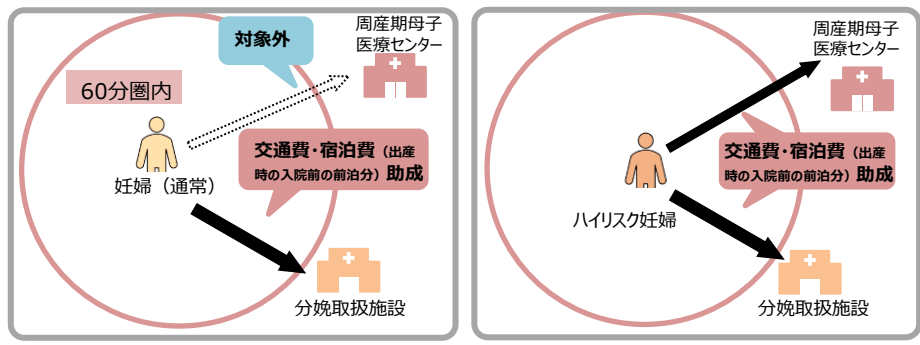 対象外
周産期母子
医療センター
60分圏内
交通費・宿泊費（出産
時の入院前の前泊分）助成
妊婦（通常）
分娩取扱施設
周産期母子
医療センター
交通費・宿泊費（出産
時の入院前の前泊分）助成
ハイリスク妊婦
分娩取扱施設